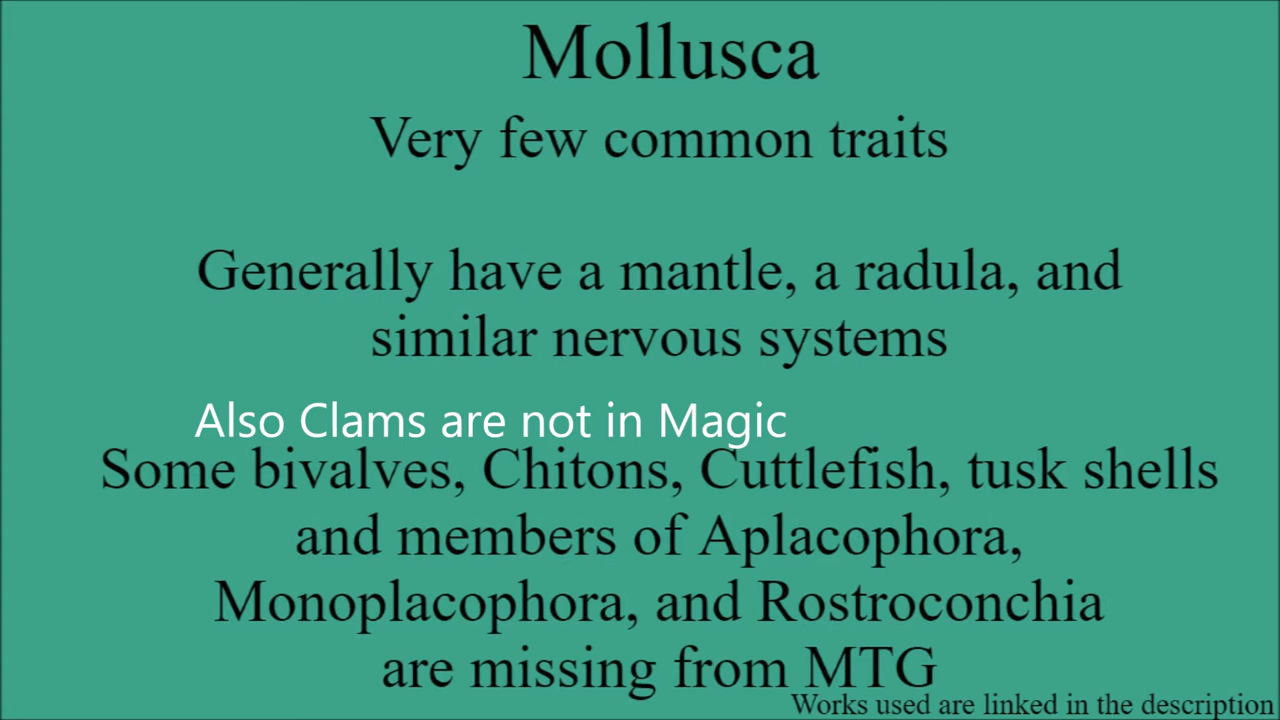 Mollusca
Very few common traits
Generally have a mantle, a radula, and
similar nervous systems
Also Clams are not in Magic
Some bivalves, Chitons, Cuttlefish, tusk shells
and members of Aplacophora,
Monoplacophora, and Rostroconchia
are missing from MTG
Works used are linked in the description